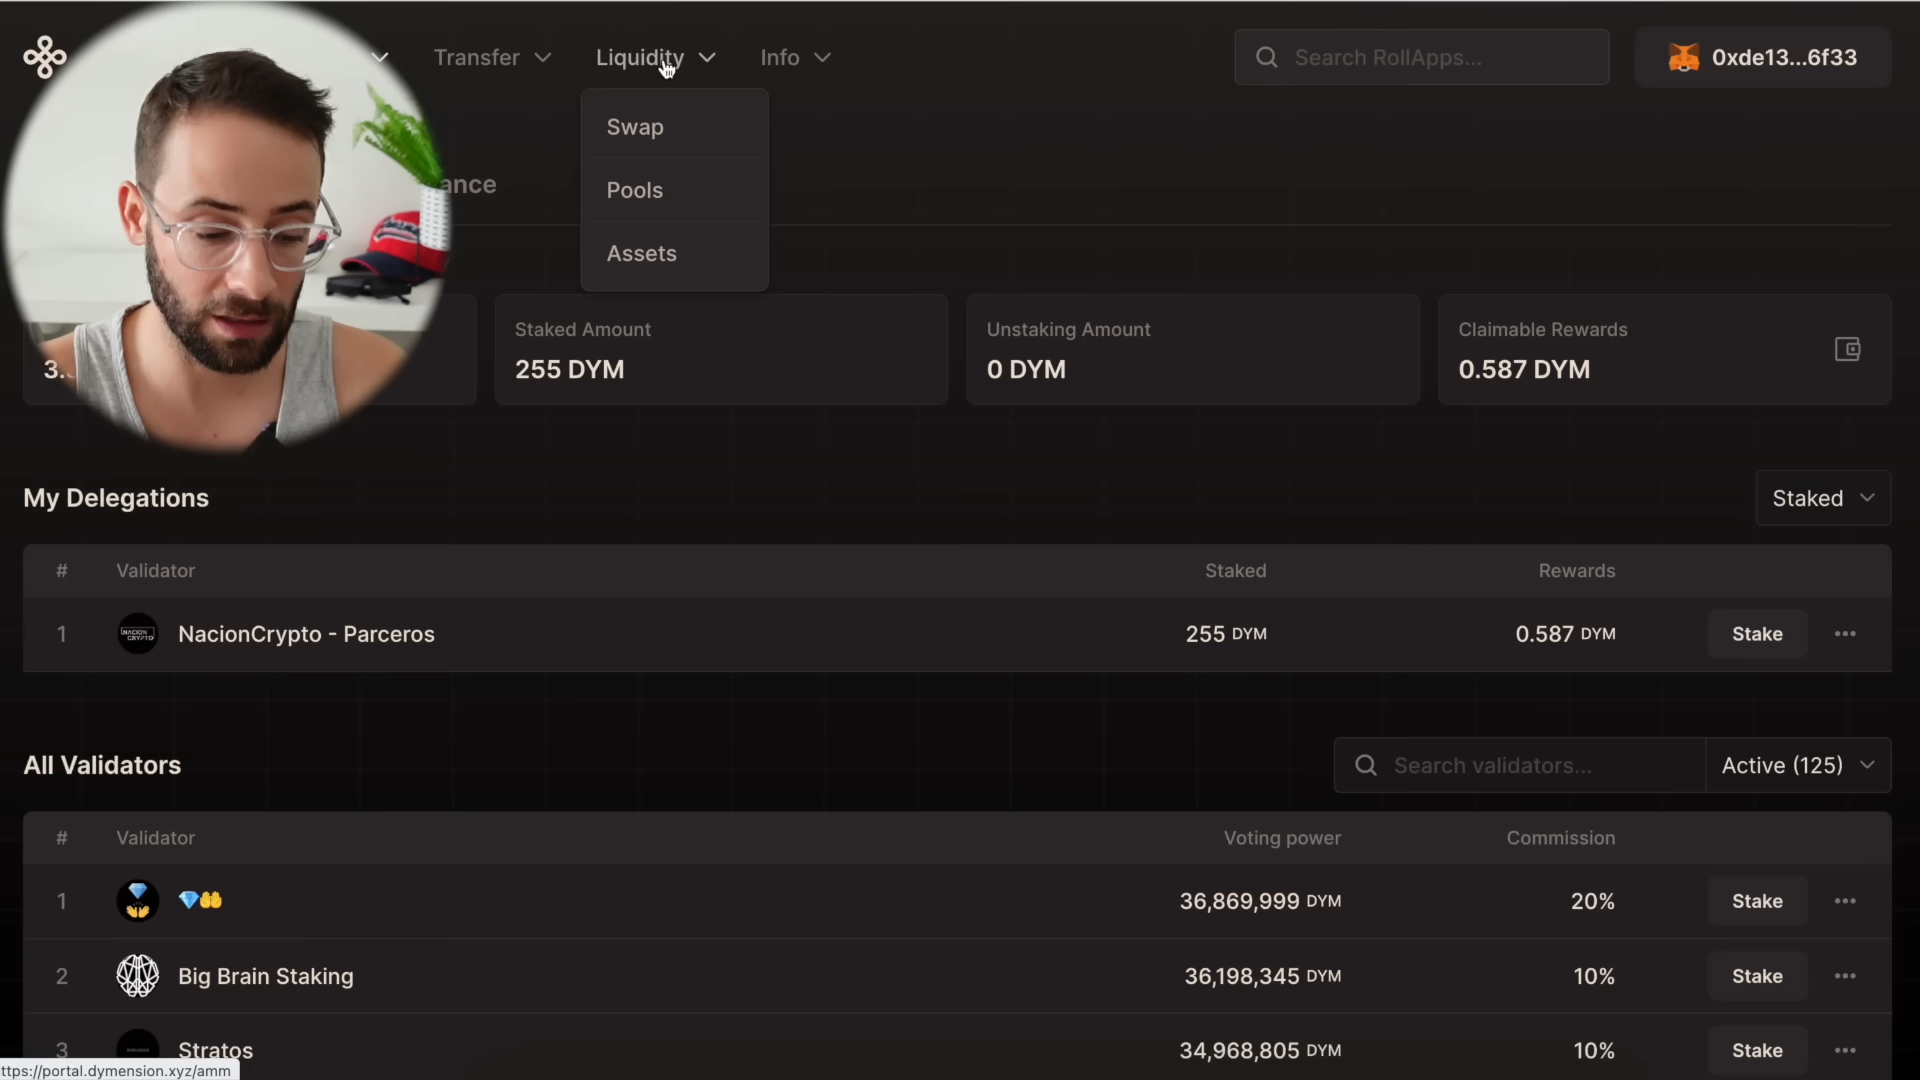 Transfer
Liquidity
Info
Search RollApps...
0xde13...6f33
Swap
Pools
Assets
ance
3.
Staked Amount
255 DYM
Unstaking Amount
0 DYM
Claimable Rewards
0.587 DYM
My Delegations
Staked
# Validator Staked Rewards
1 NACION CRYPTO NacionCrypto - Parceros 255 DYM 0.587 DYM Stake
All Validators
Search validators...
Active (125)
# Validator Voting power Commission
1 💎🤲 36,869,999 DYM 20% Stake
2 Big Brain Staking 36,198,345 DYM 10% Stake
3 Stratos 34,968,805 DYM 10% Stake
ttps://portal.dymension.xyz/amm